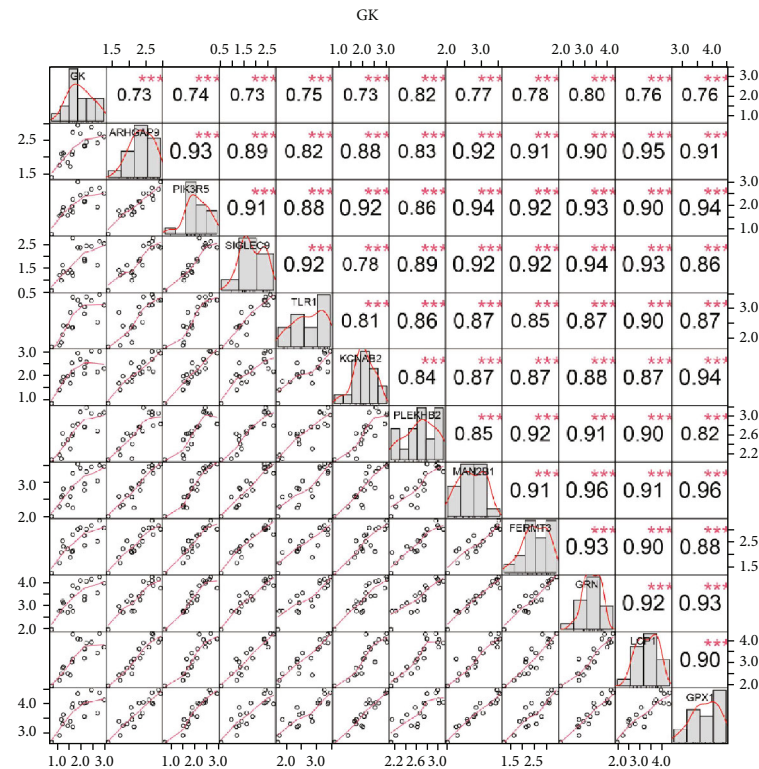 GK
1.5 2.5 0.5 1.5 2.5 1.0 2.0 3.0 2.0 3.0 2.0 3.0 4.0 3.0 4.0
GK *** *** *** *** *** *** *** *** *** *** ***
0.73 0.74 0.73 0.75 0.73 0.82 0.77 0.78 0.80 0.76 0.76
3.0
2.0
1.0
ARHGAP9 *** *** *** *** *** *** *** *** *** ***
2.5
1.5
0.93 0.89 0.82 0.88 0.83 0.92 0.91 0.90 0.95 0.91
PIK3R5 *** *** *** *** *** *** *** *** ***
0.91 0.88 0.92 0.86 0.94 0.92 0.93 0.90 0.94
3.0
2.0
1.0
SIGLEC9 *** *** *** *** *** *** *** ***
2.5
1.5
0.5
0.92 0.78 0.89 0.92 0.92 0.94 0.93 0.86
TLR1 *** *** *** *** *** *** ***
0.81 0.86 0.87 0.85 0.87 0.90 0.87
3.0
2.0
KCNAB2 *** *** *** *** *** ***
3.0
2.0
1.0
0.84 0.87 0.87 0.88 0.87 0.94
PLEKHB2 *** *** *** *** ***
0.85 0.92 0.91 0.90 0.82
3.0
2.6
2.2
MAN2B1 *** *** *** ***
3.0
2.0
0.91 0.96 0.91 0.96
FERMT3 *** *** ***
0.93 0.90 0.88
2.5
1.5
GRN *** ***
4.0
3.0
2.0
0.92 0.93
LCP1 ***
0.90
4.0
3.0
2.0
GPX1
4.0
3.0
1.0 2.0 3.0 1.0 2.0 3.0 2.0 3.0 2.2 2.6 3.0 1.5 2.5 2.0 3.0 4.0